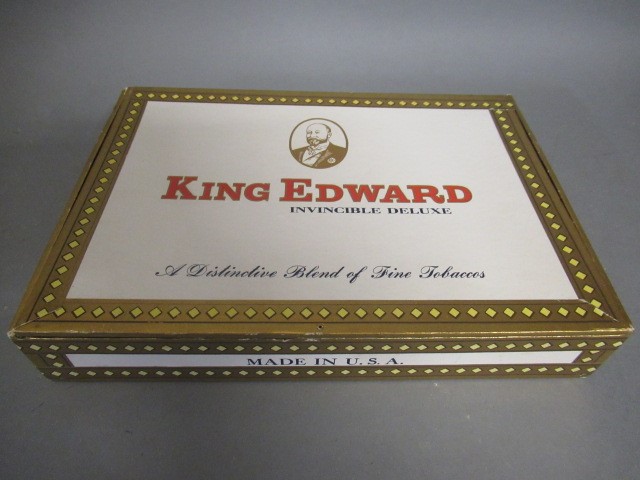 KING EDWARD
INVINCIBLE DELUXE
A Distinctive Blend of Fine Tobaccos
MADE IN U.S.A.